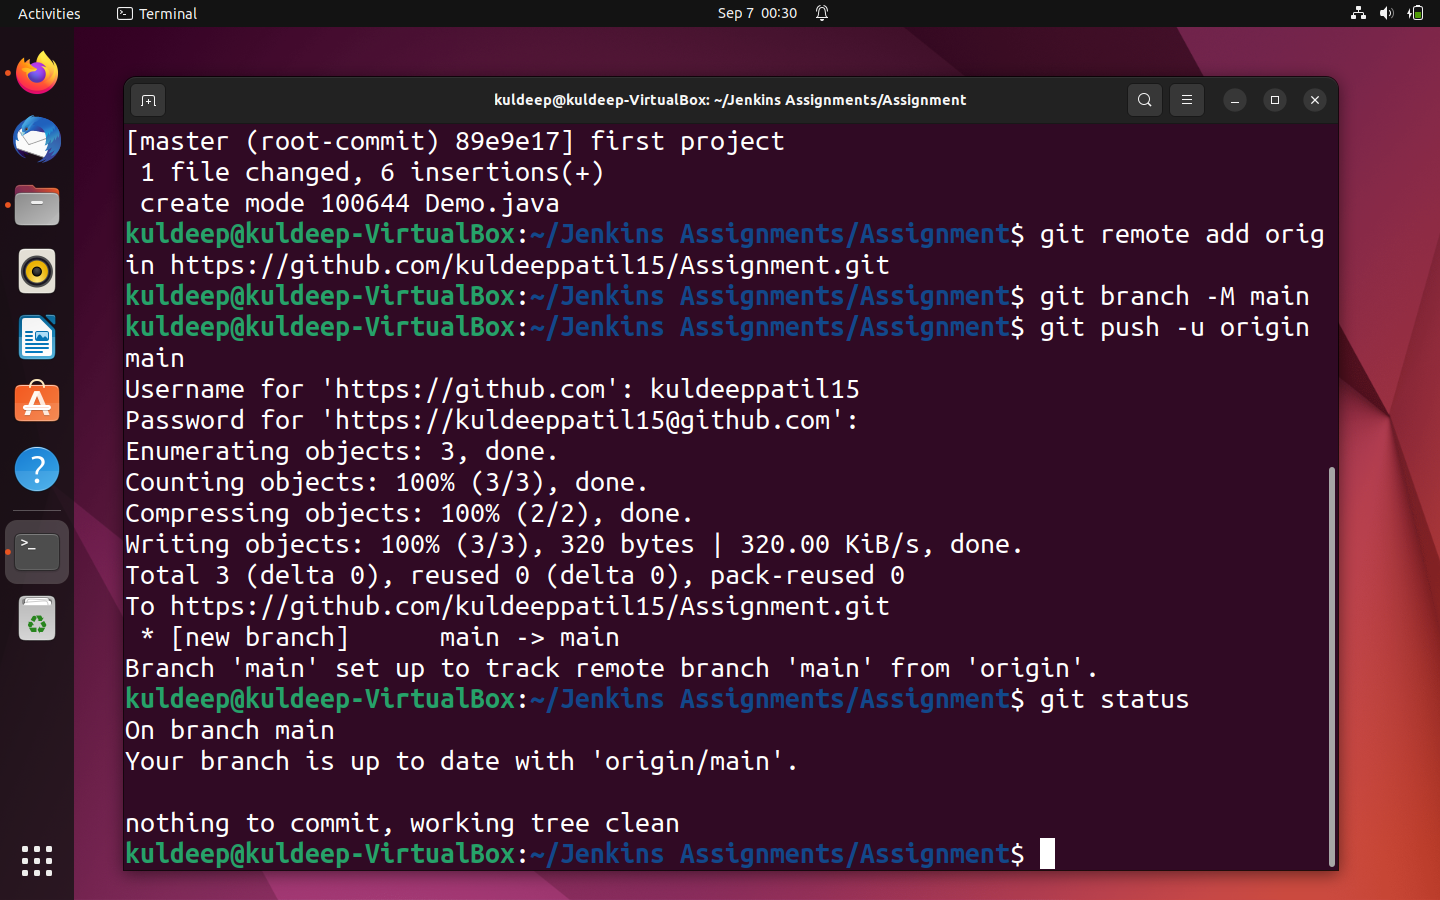 Activities
Terminal
Sep 7 00:30
kuldeep@kuldeep-VirtualBox: ~/Jenkins Assignments/Assignment
[master (root-commit) 89e9e17] first project
 1 file changed, 6 insertions(+)
 create mode 100644 Demo.java
kuldeep@kuldeep-VirtualBox:~/Jenkins Assignments/Assignment$ git remote add orig
in https://github.com/kuldeeppatil15/Assignment.git
kuldeep@kuldeep-VirtualBox:~/Jenkins Assignments/Assignment$ git branch -M main
kuldeep@kuldeep-VirtualBox:~/Jenkins Assignments/Assignment$ git push -u origin
main
Username for 'https://github.com': kuldeeppatil15
Password for 'https://kuldeeppatil15@github.com':
Enumerating objects: 3, done.
Counting objects: 100% (3/3), done.
Compressing objects: 100% (2/2), done.
Writing objects: 100% (3/3), 320 bytes | 320.00 KiB/s, done.
Total 3 (delta 0), reused 0 (delta 0), pack-reused 0
To https://github.com/kuldeeppatil15/Assignment.git
 * [new branch]      main -> main
Branch 'main' set up to track remote branch 'main' from 'origin'.
kuldeep@kuldeep-VirtualBox:~/Jenkins Assignments/Assignment$ git status
On branch main
Your branch is up to date with 'origin/main'.

nothing to commit, working tree clean
kuldeep@kuldeep-VirtualBox:~/Jenkins Assignments/Assignment$